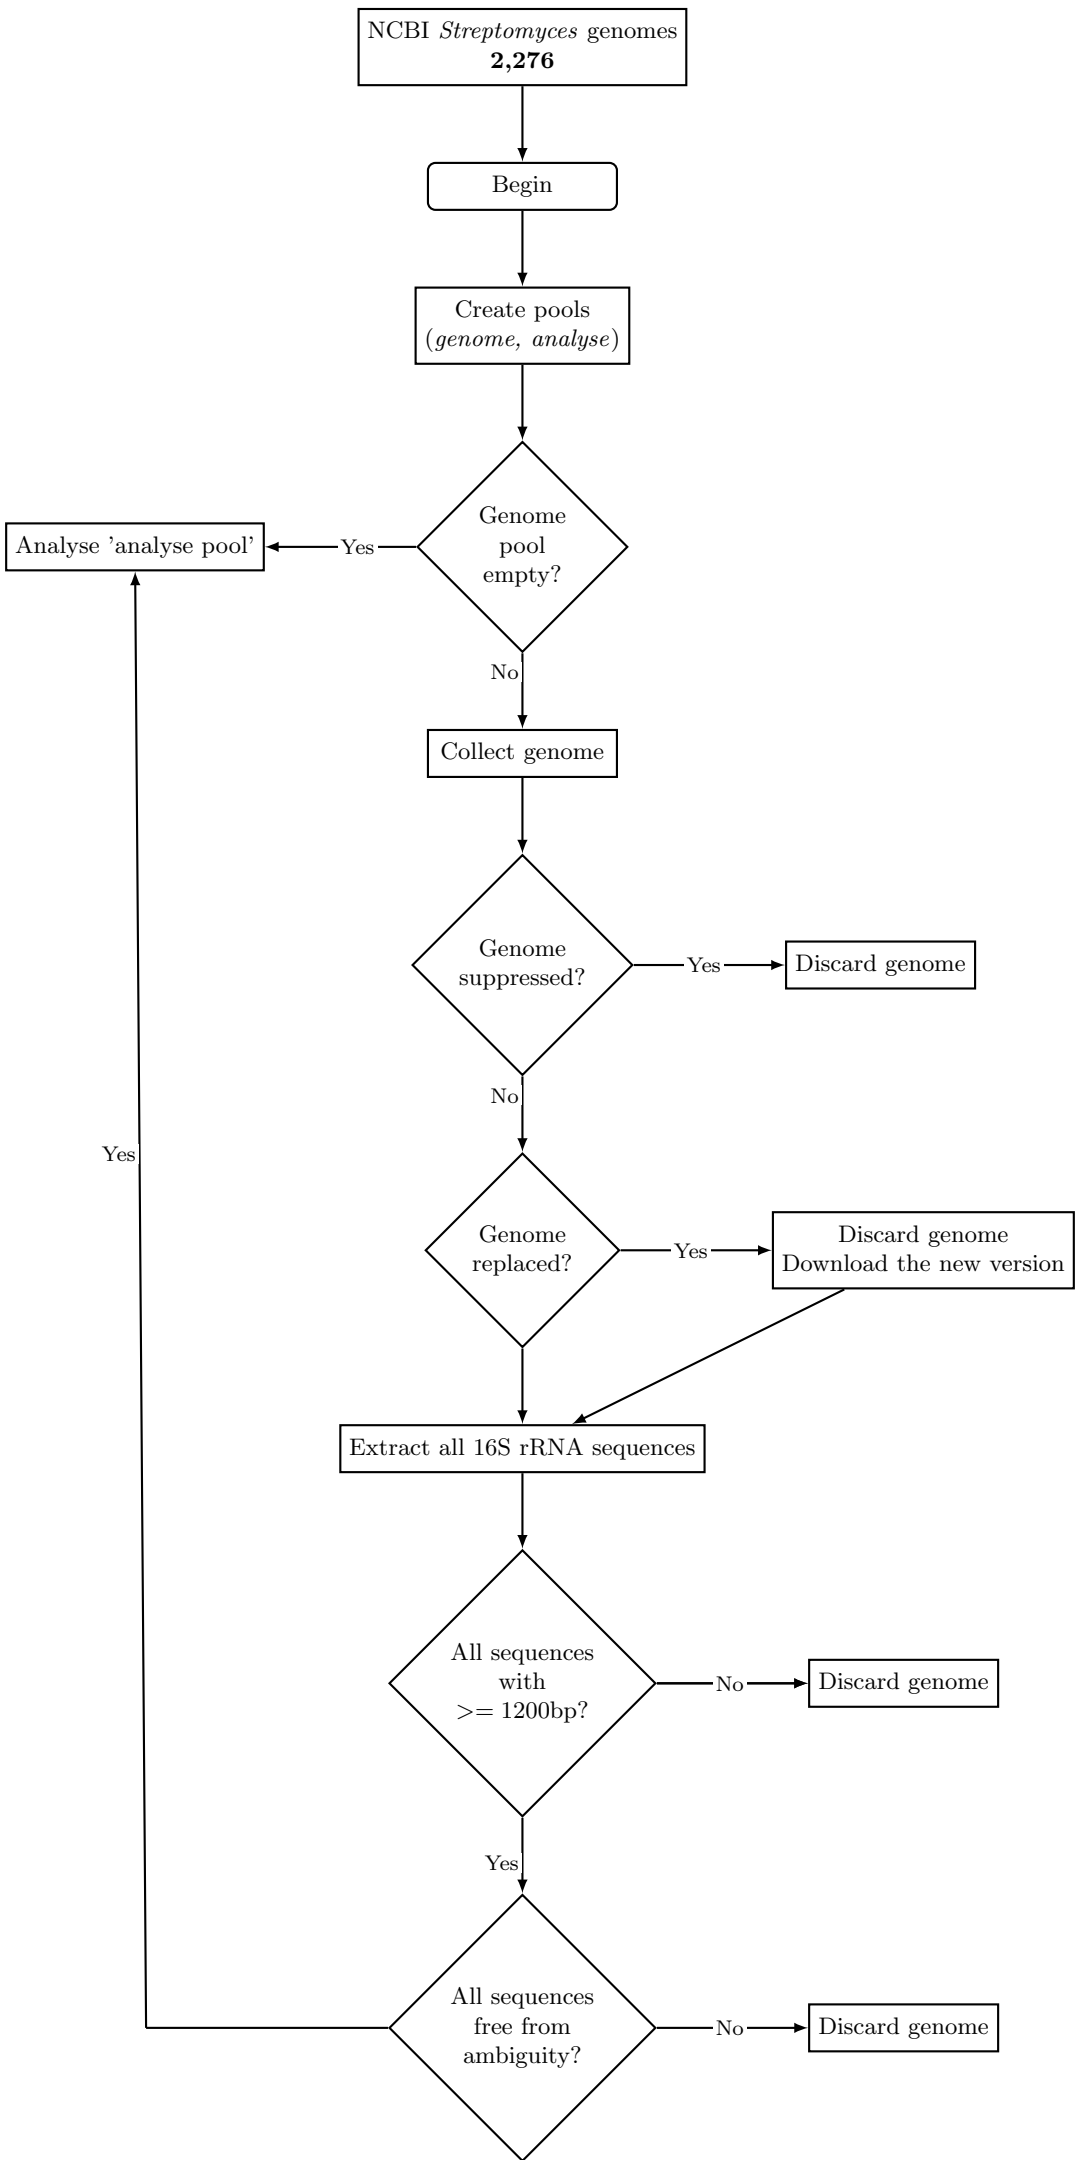 NCBI Streptomyces genomes
2,276
Begin
Create pools
(genome, analyse)
Genome
pool
empty?
Yes
Analyse 'analyse pool'
No
Collect genome
Genome
suppressed?
Yes
Discard genome
No
Yes
Genome
replaced?
Yes
Discard genome
Download the new version
Extract all 16S rRNA sequences
All sequences
with
>= 1200bp?
No
Discard genome
Yes
All sequences
free from
ambiguity?
No
Discard genome